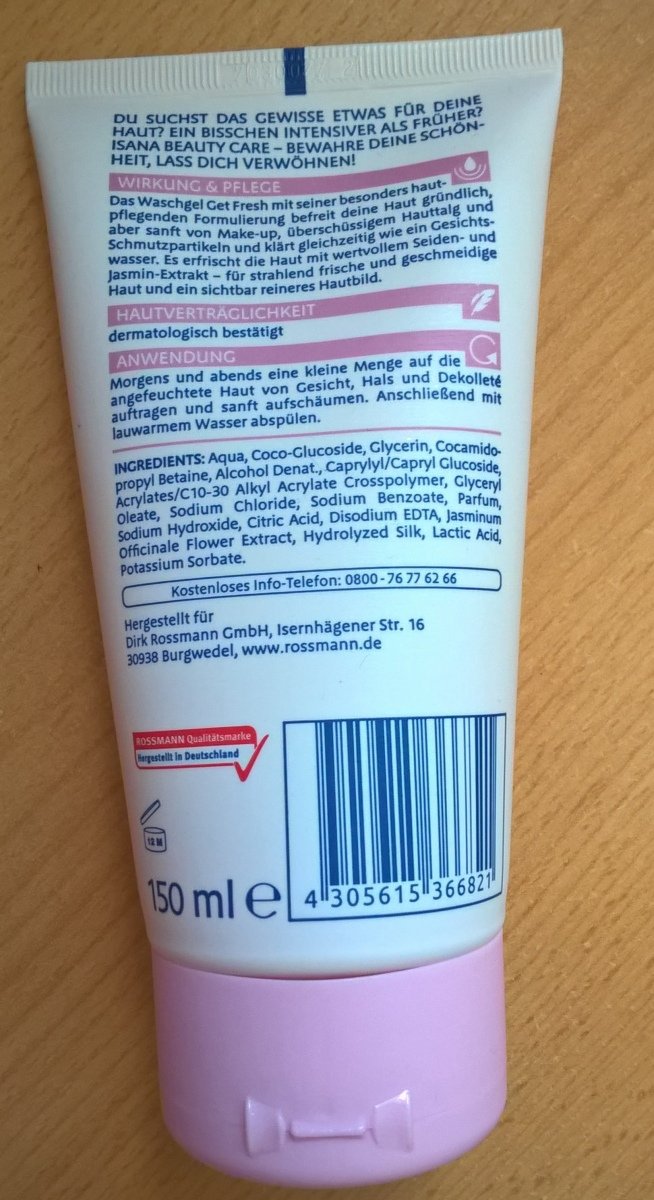 DU SUCHST DAS GEWISSE ETWAS FÜR DEINE
HAUT? EIN BISSCHEN INTENSIVER ALS FRÜHER?
ISANA BEAUTY CARE – BEWAHRE DEINE SCHÖN-
HEIT, LASS DICH VERWÖHNEN!
WIRKUNG & PFLEGE
Das Waschgel Get Fresh mit seiner besonders haut-
pflegenden Formulierung befreit deine Haut gründlich,
aber sanft von Make-up, überschüssigem Hauttalg und
Schmutzpartikeln und klärt gleichzeitig wie ein Gesichts-
wasser. Es erfrischt die Haut mit wertvollem Seiden- und
Jasmin-Extrakt – für strahlend frische und geschmeidige
Haut und ein sichtbar reineres Hautbild.
HAUTVERTRÄGLICHKEIT
dermatologisch bestätigt
ANWENDUNG
Morgens und abends eine kleine Menge auf die
angefeuchtete Haut von Gesicht, Hals und Dekolleté
auftragen und sanft aufschäumen. Anschließend mit
lauwarmem Wasser abspülen.
INGREDIENTS: Aqua, Coco-Glucoside, Glycerin, Cocamido-
propyl Betaine, Alcohol Denat., Caprylyl/Capryl Glucoside,
Acrylates/C10-30 Alkyl Acrylate Crosspolymer, Glyceryl
Oleate, Sodium Chloride, Sodium Benzoate, Parfum,
Sodium Hydroxide, Citric Acid, Disodium EDTA, Jasminum
Officinale Flower Extract, Hydrolyzed Silk, Lactic Acid,
Potassium Sorbate.
Kostenloses Info-Telefon: 0800 - 76 77 62 66
Hergestellt für
Dirk Rossmann GmbH, Isernhägener Str. 16
30938 Burgwedel, www.rossmann.de
ROSSMANN Qualitätsmarke
Hergestellt in Deutschland
12 M
150 ml e
4 305615 366821